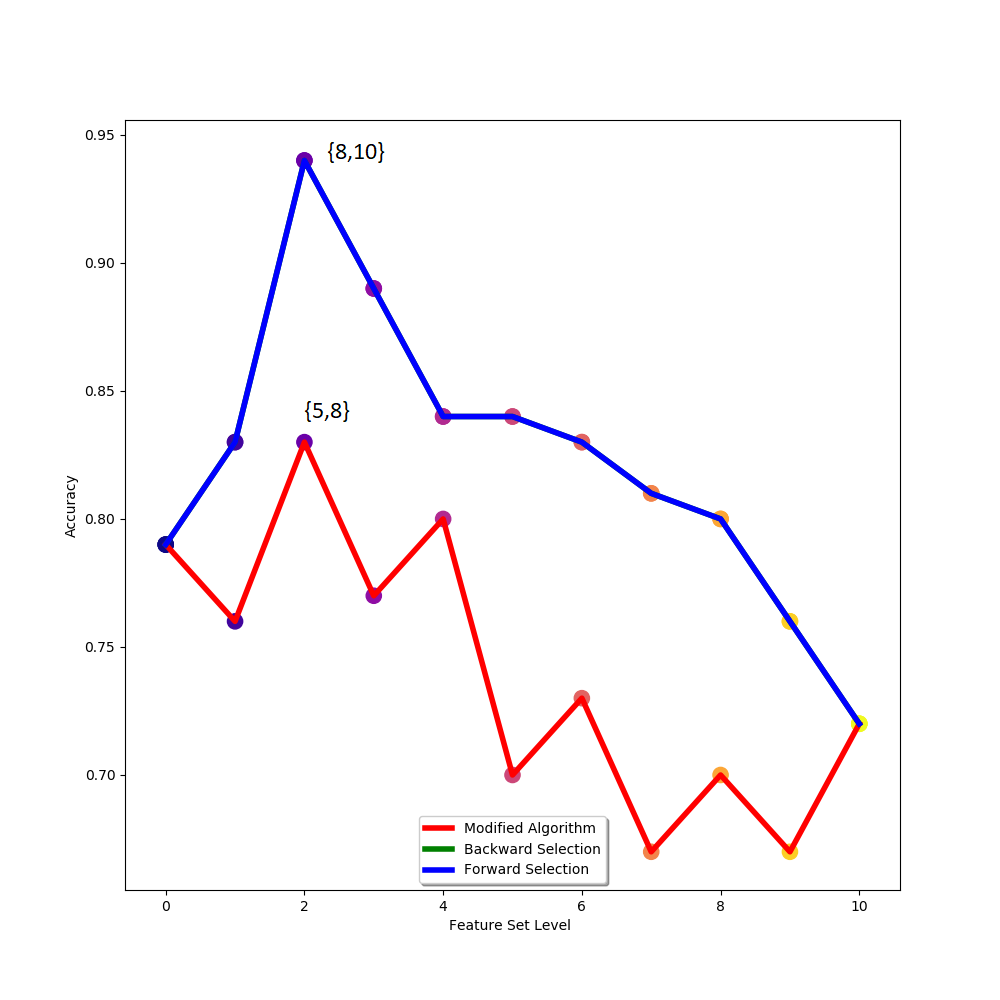 {8,10}
{5,8}
0.95
0.90
0.85
0.80
0.75
0.70
Accuracy
Modified Algorithm
Backward Selection
Forward Selection
0 2 4 6 8 10
Feature Set Level